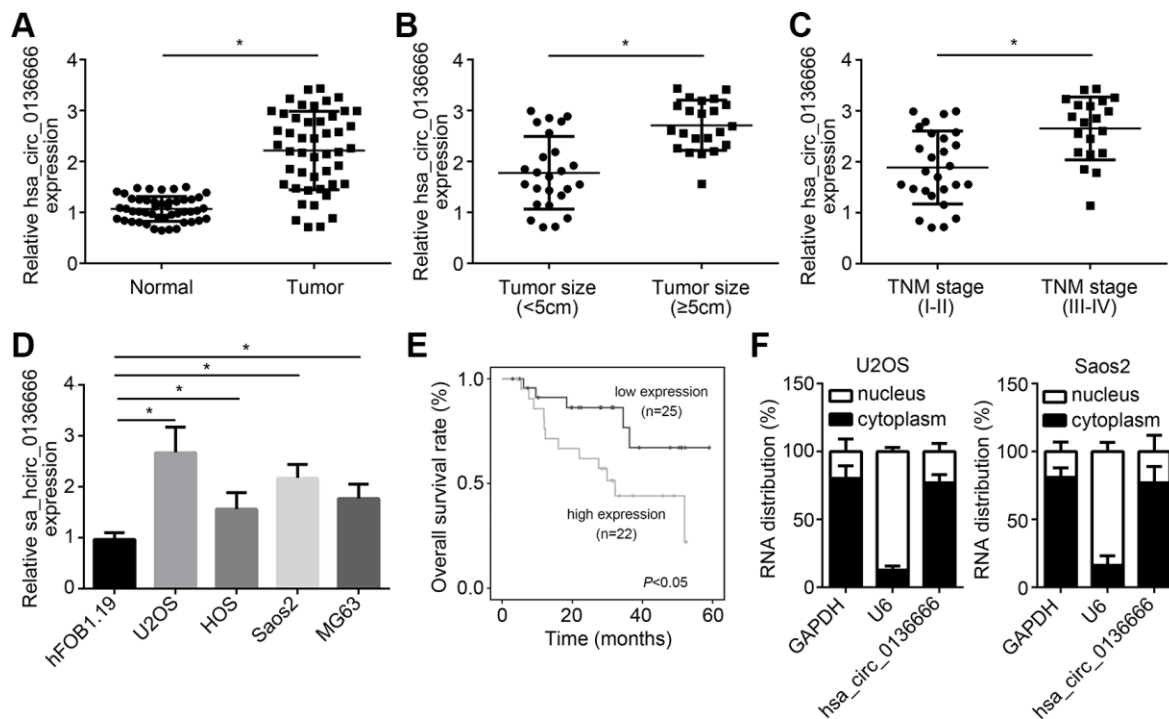 A
Relative hsa_circ_0136666
expression
4
3
2
1
0
*
Normal
Tumor
B
Relative hsa_circ_0136666
expression
4
3
2
1
0
*
Tumor size
(<5cm)
Tumor size
(≥5cm)
C
Relative hsa_circ_0136666
expression
4
3
2
1
0
*
TNM stage
(I-II)
TNM stage
(III-IV)
D
Relative sa_hcirc_0136666
expression
4
3
2
1
0
*
*
*
*
hFOB1.19
U2OS
HOS
Saos2
MG63
E
Overall survival rate (%)
1.0
0.5
0.0
low expression
(n=25)
high expression
(n=22)
P<0.05
0 20 40 60
Time (months)
F
U2OS
RNA distribution (%)
150
100
50
0
nucleus
cytoplasm
GAPDH
U6
hsa_circ_0136666
Saos2
RNA distribution (%)
150
100
50
0
nucleus
cytoplasm
GAPDH
U6
hsa_circ_0136666